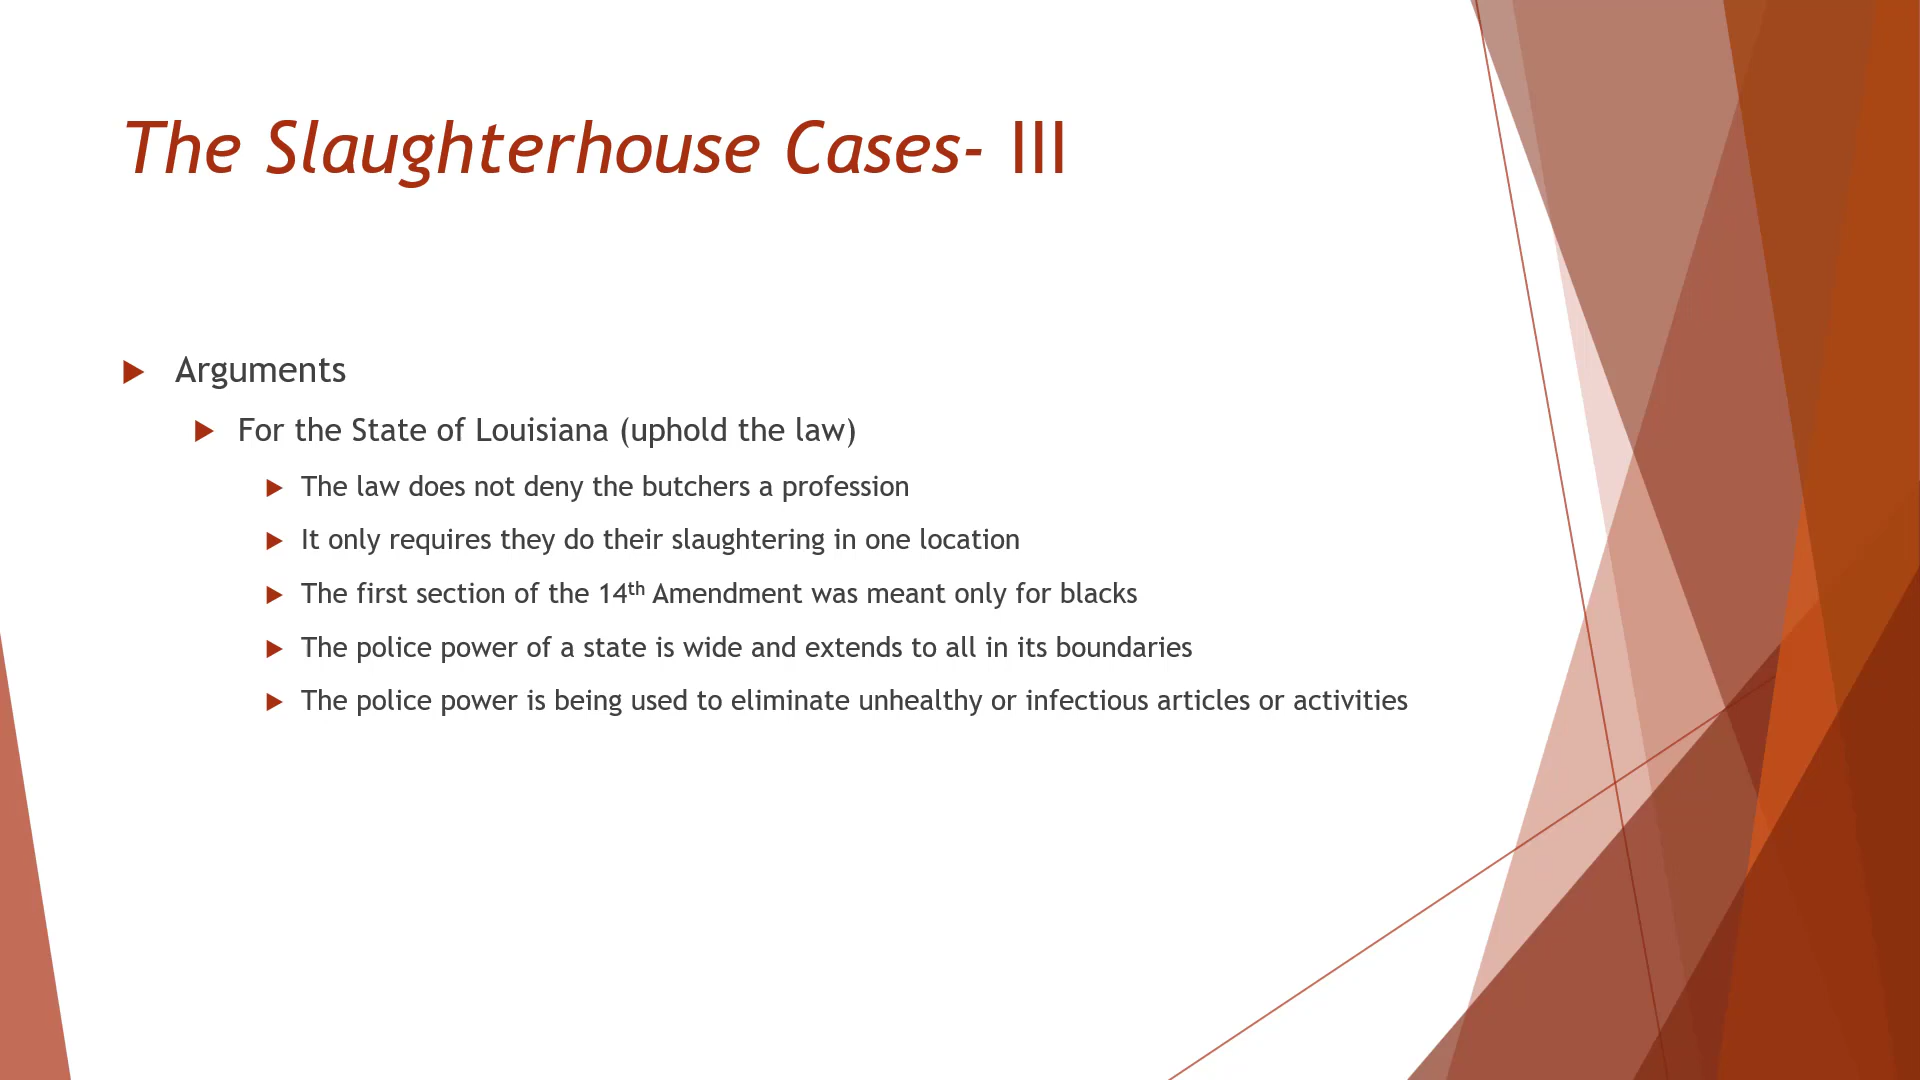 The Slaughterhouse Cases- III
Arguments
For the State of Louisiana (uphold the law)
The law does not deny the butchers a profession
It only requires they do their slaughtering in one location
The first section of the 14th Amendment was meant only for blacks
The police power of a state is wide and extends to all in its boundaries
The police power is being used to eliminate unhealthy or infectious articles or activities